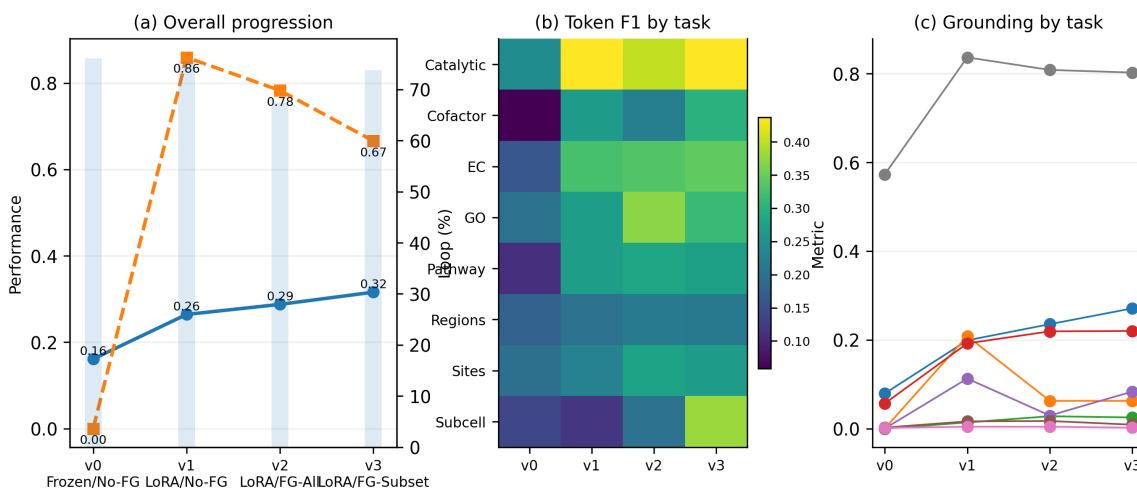 (a) Overall progression
Performance
0.8
0.6
0.4
0.2
0.0
0.86
0.78
0.67
0.16
0.26
0.29
0.32
0.00
70
60
50
40
30
20
10
0
Loop (%)
v0
v1
v2
v3
Frozen/No-FG
LoRA/No-FG
LoRA/FG-All
LoRA/FG-Subset
(b) Token F1 by task
Catalytic
Cofactor
EC
GO
Pathway
Regions
Sites
Subcell
v0
v1
v2
v3
0.40
0.35
0.30
0.25
0.20
0.15
0.10
(c) Grounding by task
Metric
0.8
0.6
0.4
0.2
0.0
v0
v1
v2
v3